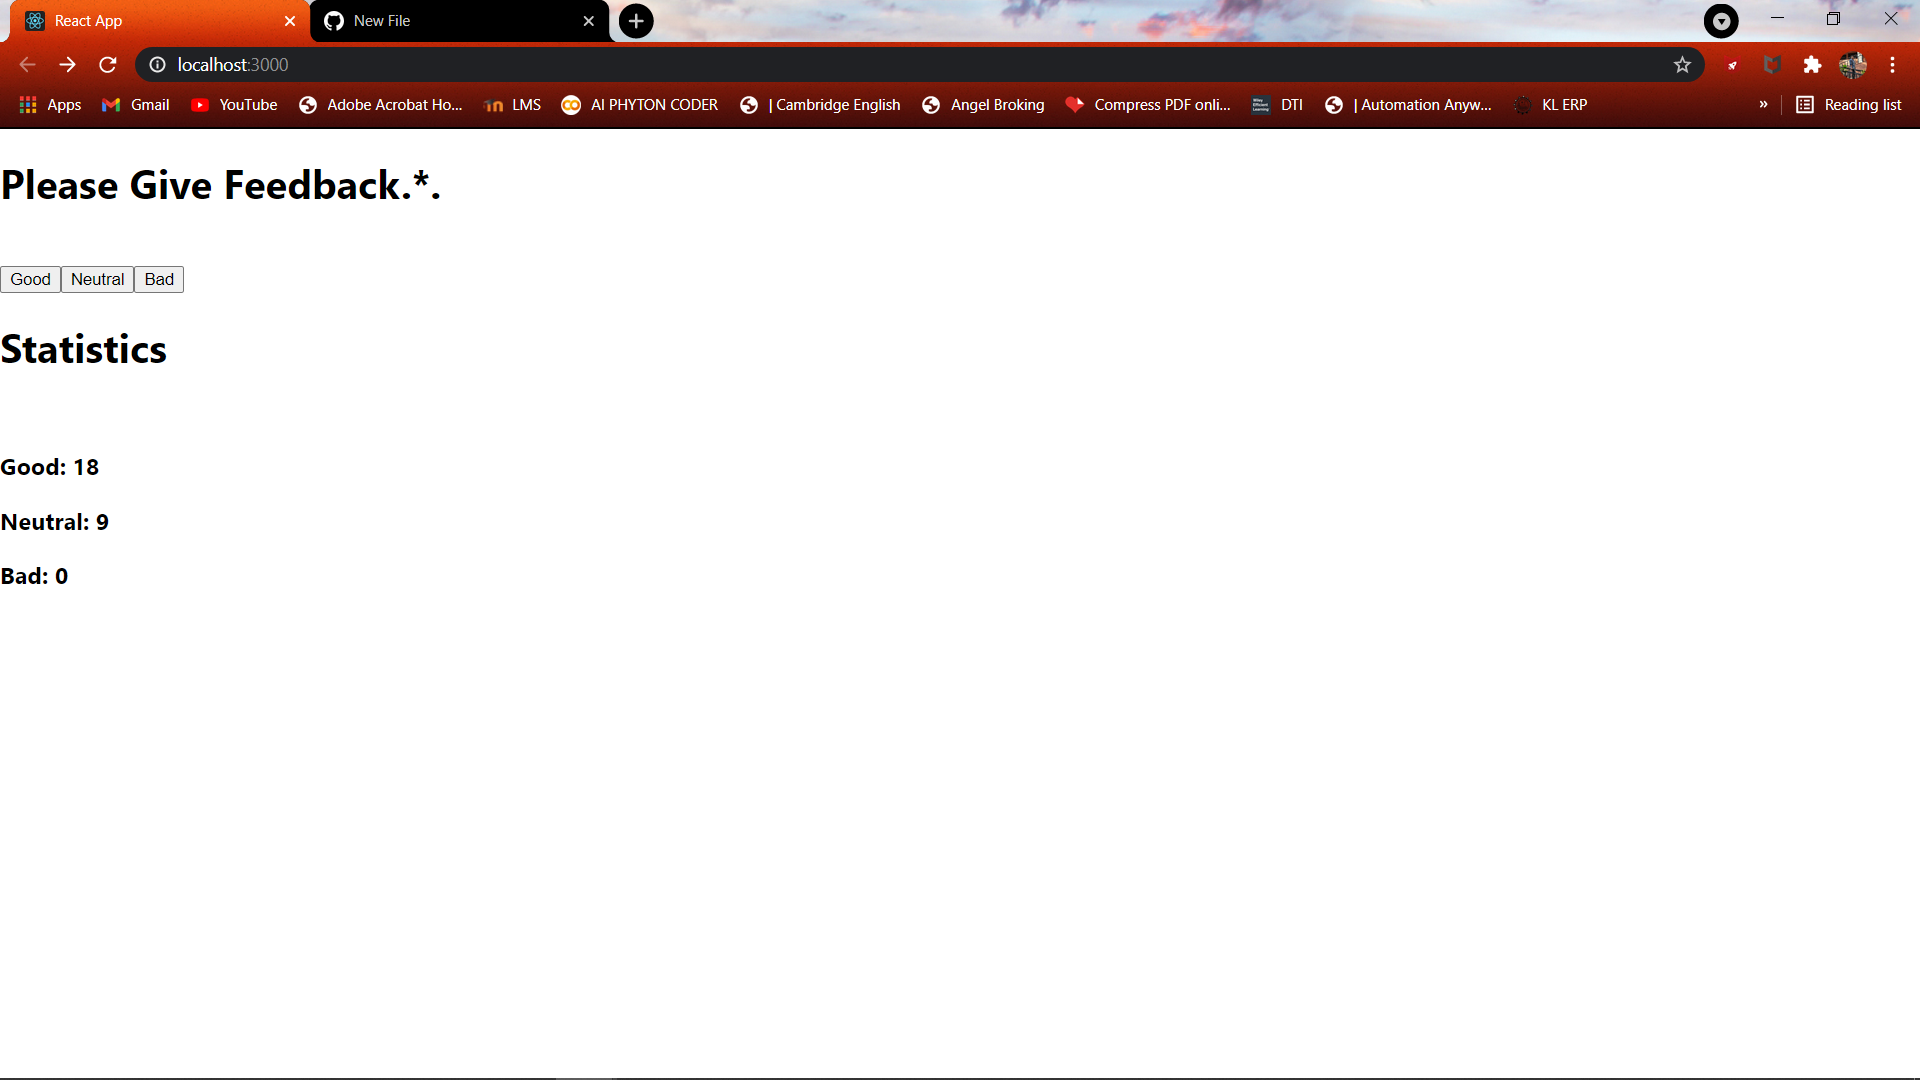 React App
New File
localhost:3000
Apps Gmail YouTube Adobe Acrobat Ho... LMS AI PHYTON CODER | Cambridge English Angel Broking Compress PDF onli... DTI | Automation Anyw... KL ERP » Reading list
Please Give Feedback.*.
Good Neutral Bad
Statistics
Good: 18
Neutral: 9
Bad: 0